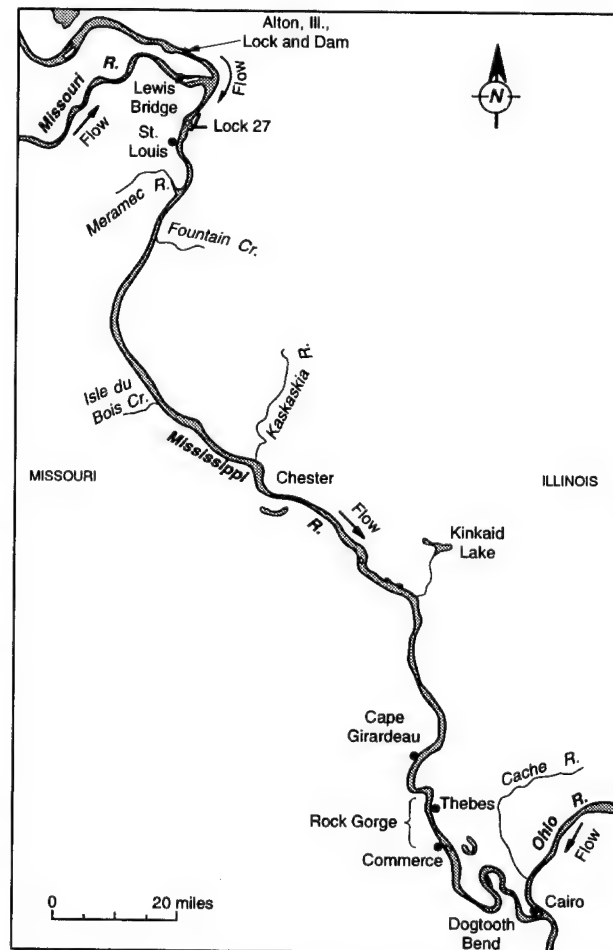 Alton, Ill.,
Lock and Dam
Missouri R.
Flow
Lewis
Bridge
Flow
N
Lock 27
St.
Louis
Meramec R.
Fountain Cr.
Isle du
Bois Cr.
Kaskaskia R.
Mississippi R.
Chester
MISSOURI
ILLINOIS
Flow
Kinkaid
Lake
Cape
Girardeau
Cache R.
Thebes
Rock Gorge
Ohio R.
Flow
Commerce
Cairo
Dogtooth
Bend
0 20 miles